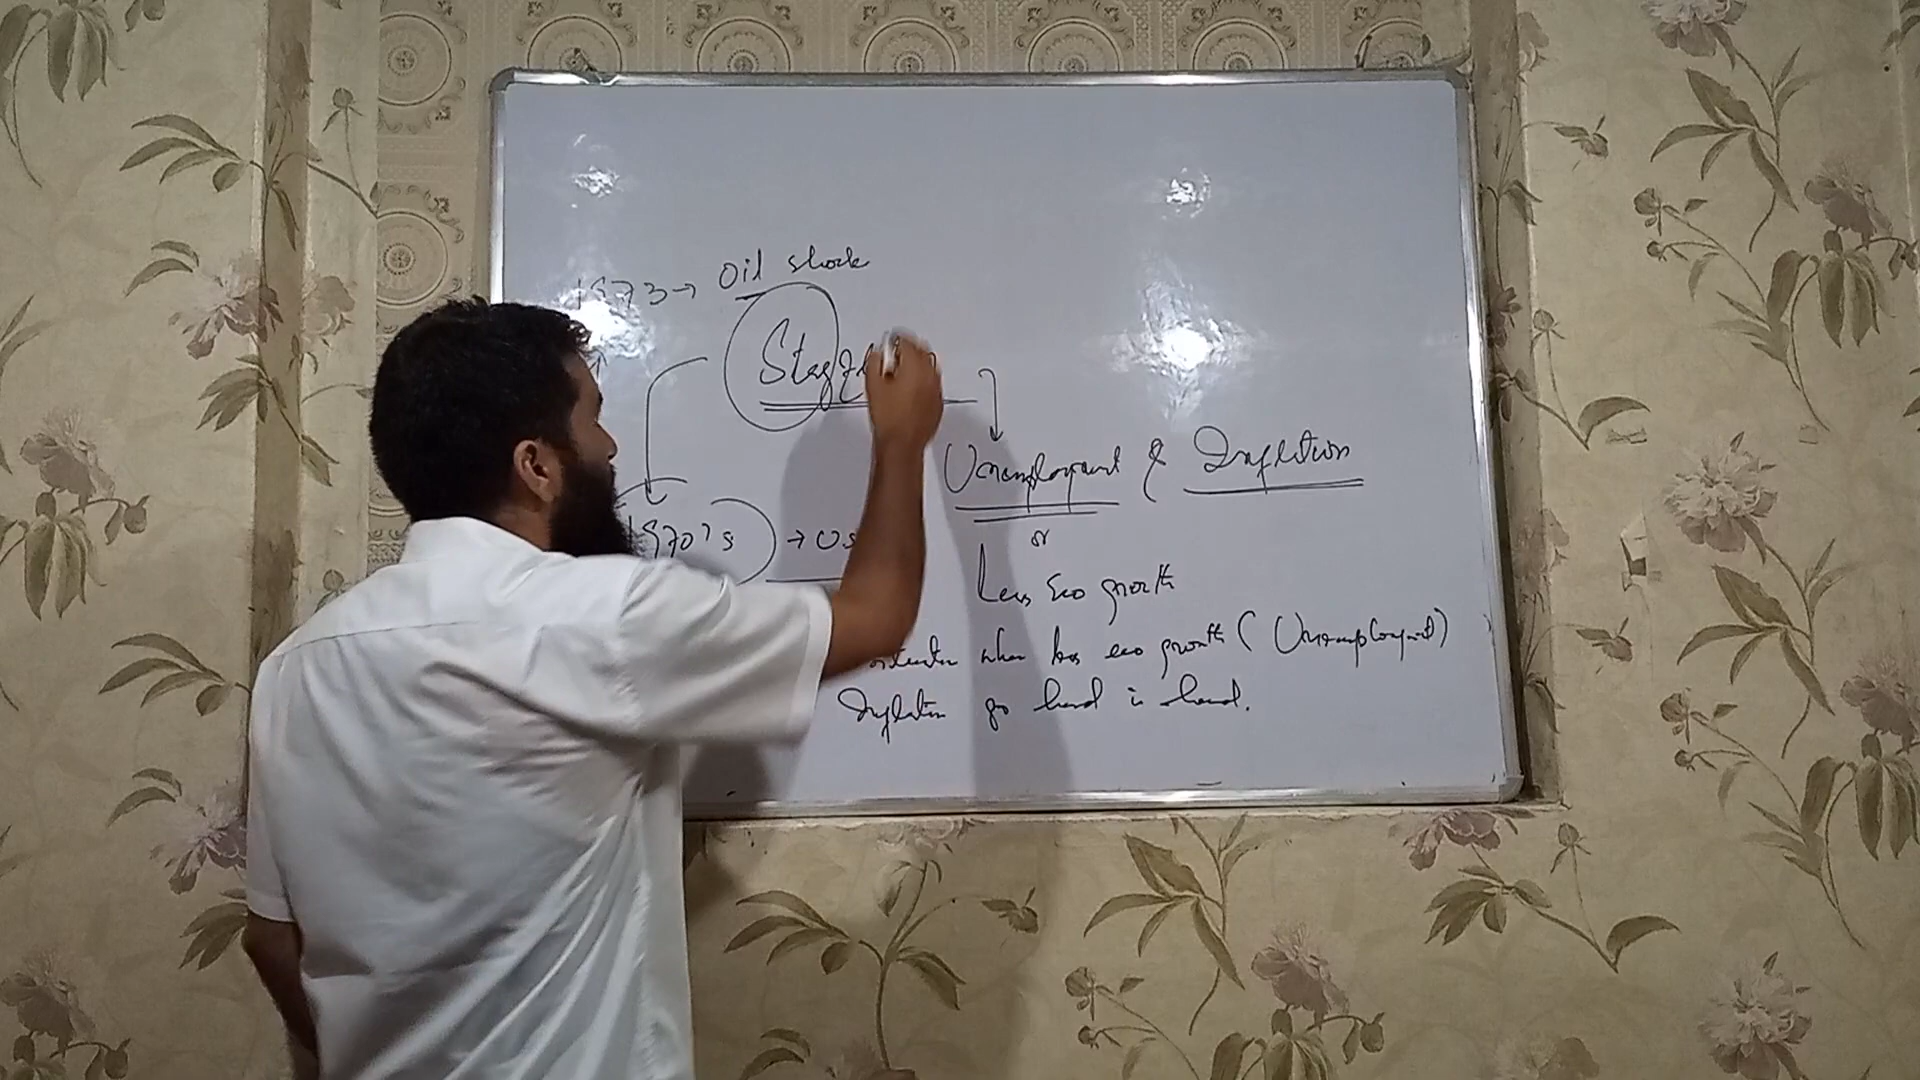 1973 → Oil shock
Stagfl
Unemployment & Inflation
1970's → US
or
Less Eco growth
when less eco growth (Unemployment)
Inflation go hand in hand.